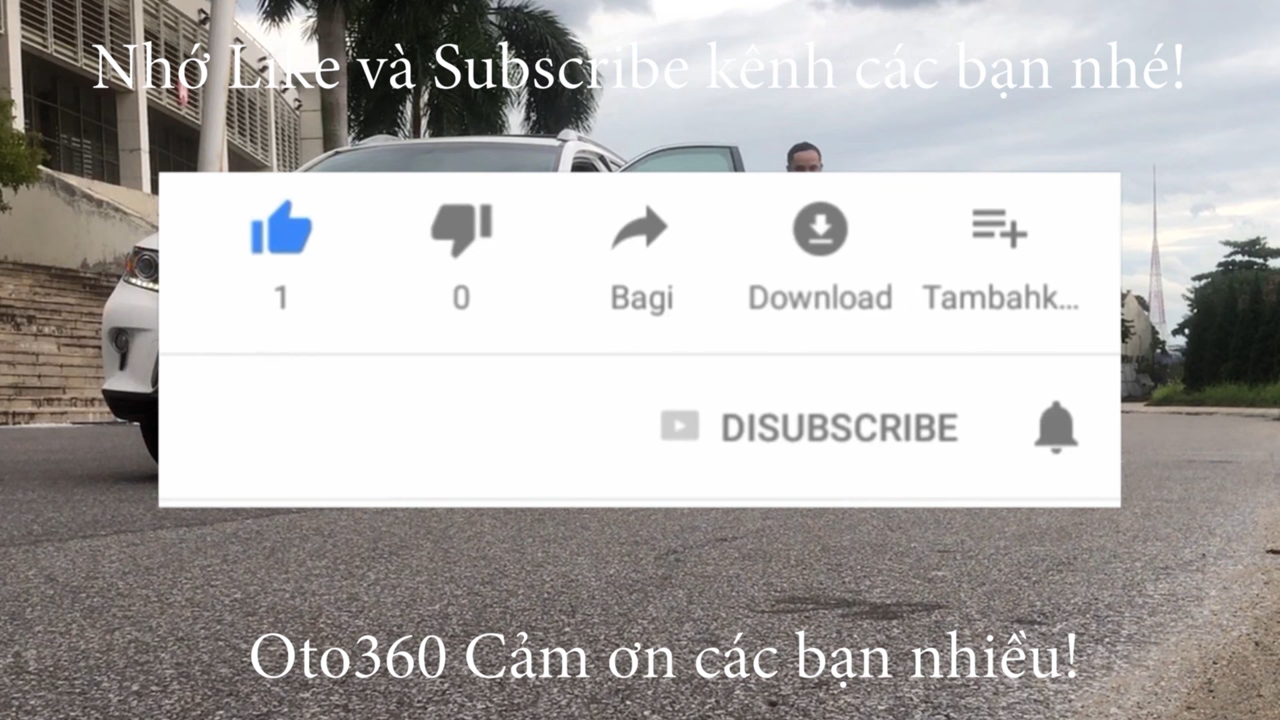 Nhớ Like và Subscribe kênh các bạn nhé!
1 0 Bagi Download Tambahk...
DISUBSCRIBE
Oto360 Cảm ơn các bạn nhiều!